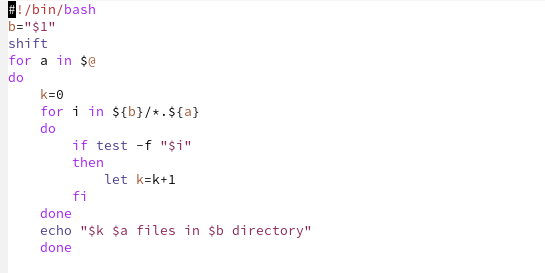 #!/bin/bash
b="$1"
shift
for a in $@
do
    k=0
    for i in ${b}/*.${a}
    do
        if test -f "$i"
        then
            let k=k+1
        fi
    done
    echo "$k $a files in $b directory"
    done